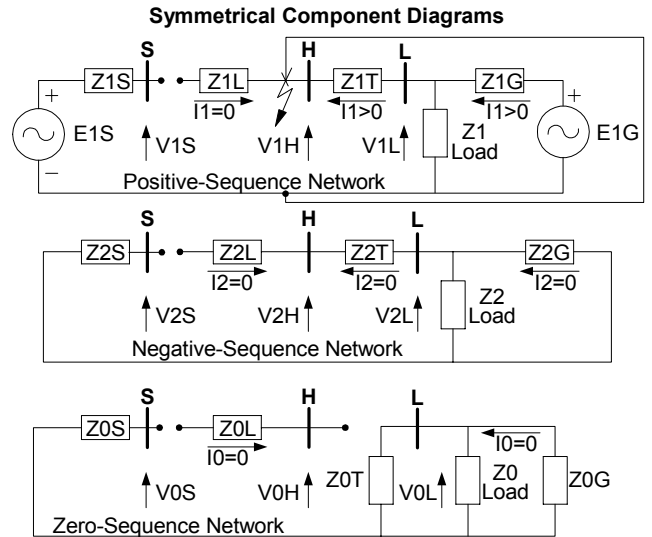 Symmetrical Component Diagrams
S H L
Z1S Z1L Z1T Z1G
I1=0 I1>0 I1>0
+ +
E1S V1S V1H V1L Z1 Load E1G
−
Positive-Sequence Network
S H L
Z2S Z2L Z2T Z2G
I2=0 I2=0 I2=0
V2S V2H V2L Z2 Load
Negative-Sequence Network
S H L
Z0S Z0L
I0=0 I0=0
V0S V0H Z0T V0L Z0 Load Z0G
Zero-Sequence Network